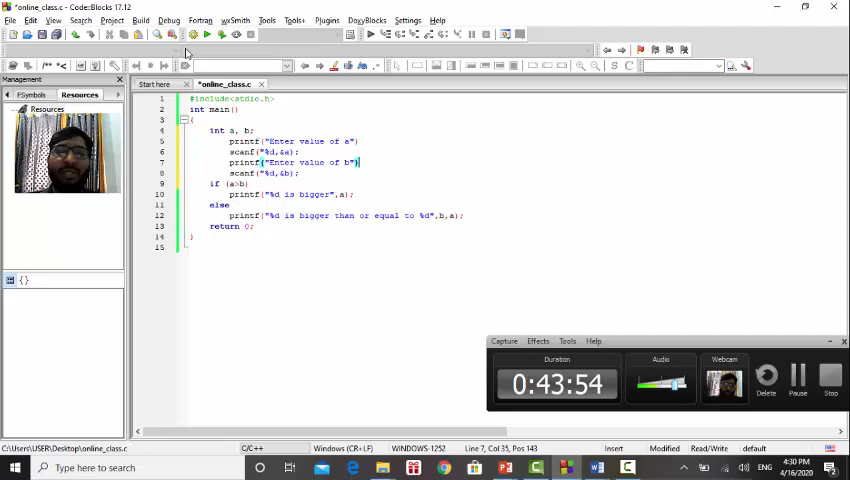 *online_class.c - Code::Blocks 17.12
File Edit View Search Project Build Debug Fortran wxSmith Tools Tools+ Plugins DoxyBlocks Settings Help
/** *<
S C
Management
Start here *online_class.c
FSymbols Resources
Resources
1 #include<stdio.h>
2 int main()
3 {
4 int a, b;
5 printf("Enter value of a")
6 scanf("%d,&a);
7 printf("Enter value of b")
8 scanf("%d,&b);
9 if (a>b)
10 printf("%d is bigger",a);
11 else
12 printf("%d is bigger than or equal to %d",b,a);
13 return 0;
14 }
15
{}
Capture Effects Tools Help
Duration Audio Webcam
0:43:54
Delete Pause Stop
C:\Users\USER\Desktop\online_class.c C/C++ Windows (CR+LF) WINDOWS-1252 Line 7, Col 35, Pos 143 Insert Modified Read/Write default
Type here to search
ENG
4:30 PM
4/16/2020